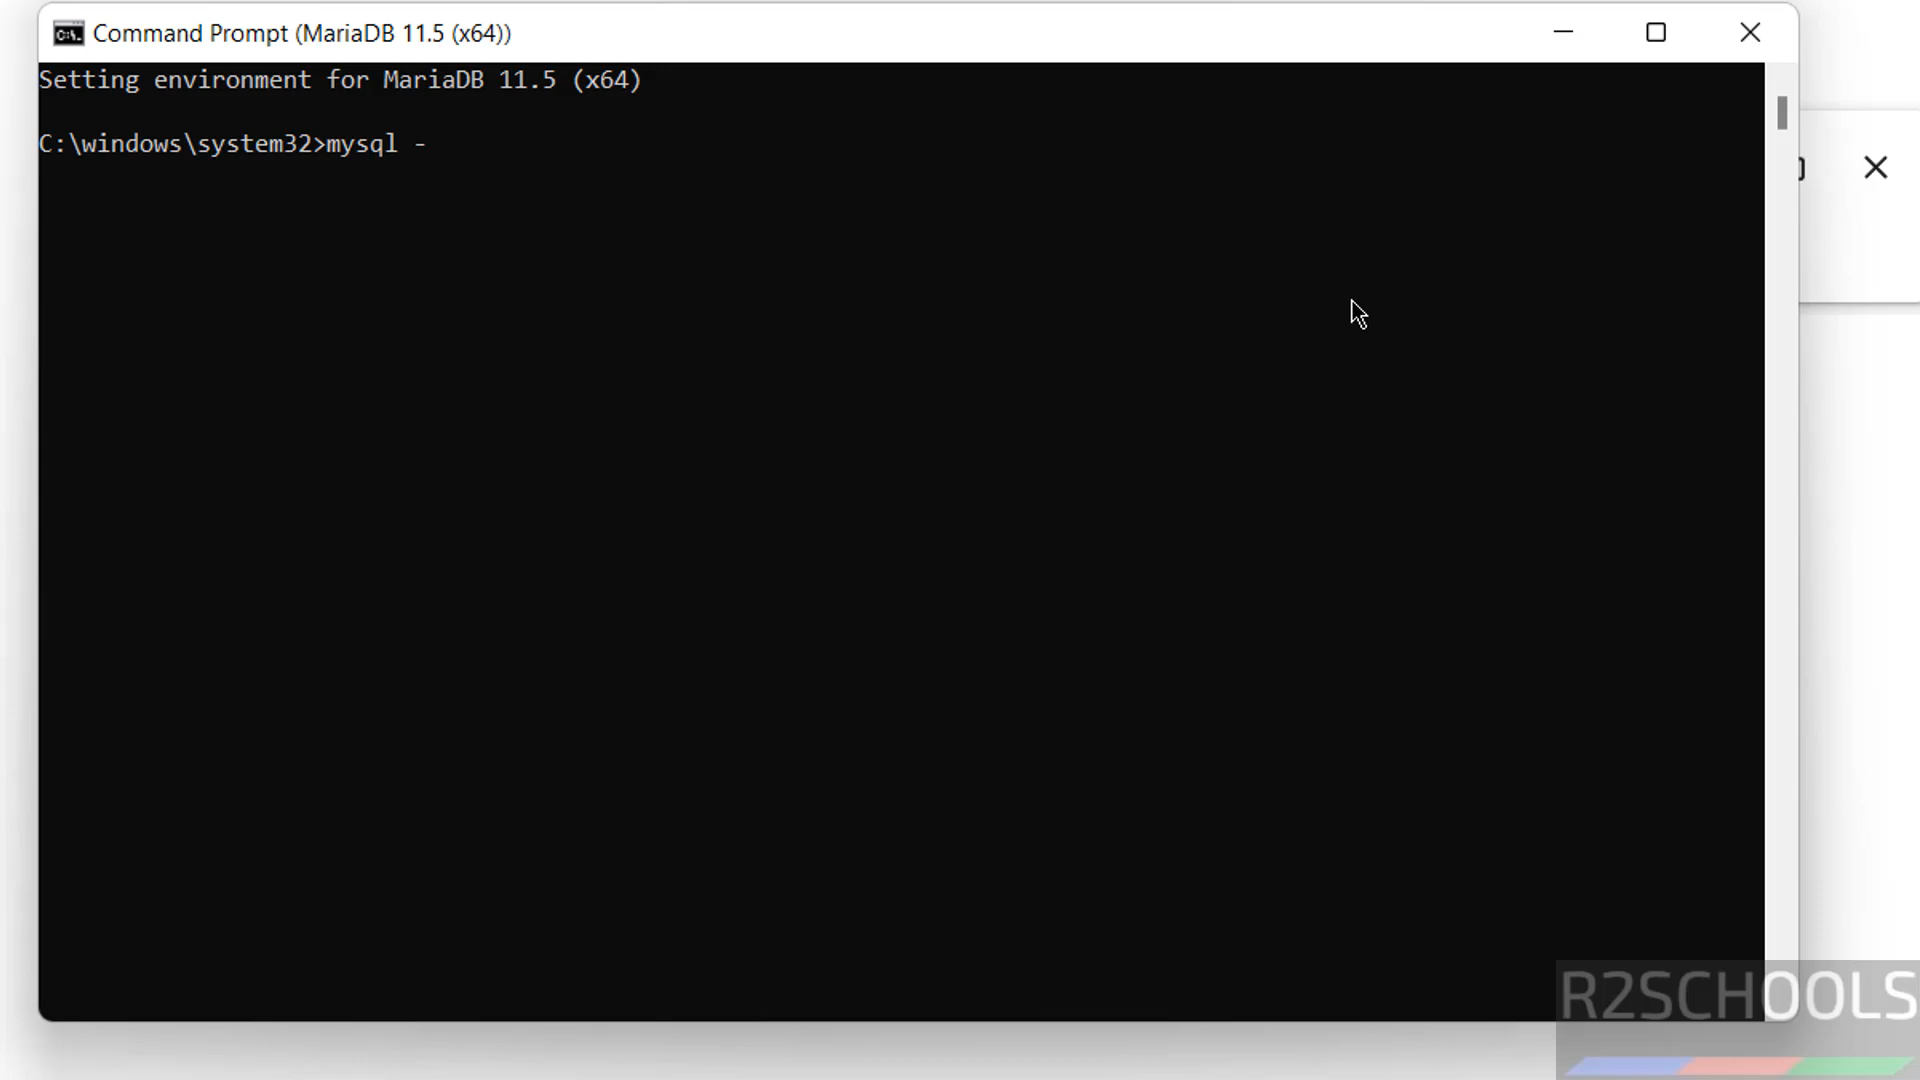 Command Prompt (MariaDB 11.5 (x64))
Setting environment for MariaDB 11.5 (x64)
C:\windows\system32>mysql -
R2SCHOOLS